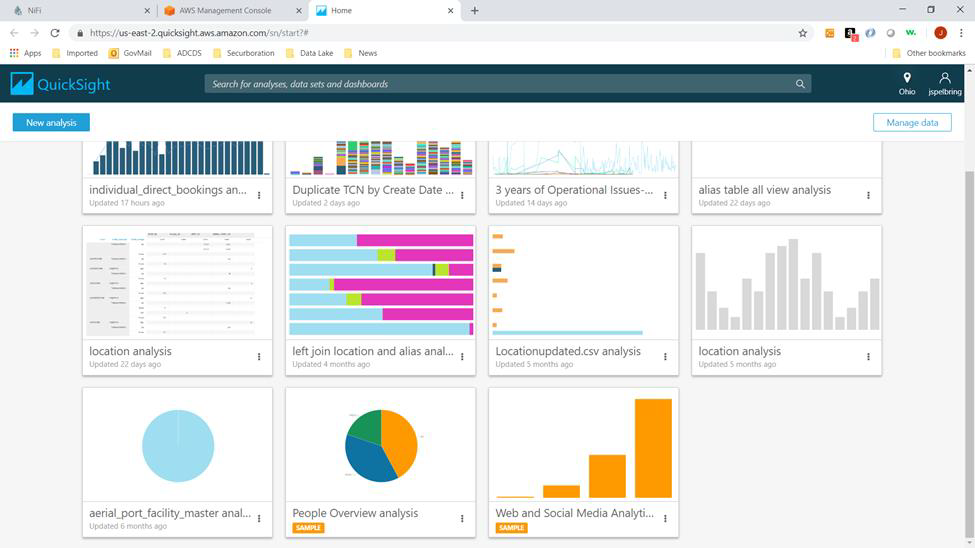 NiFi
AWS Management Console
Home
https://us-east-2.quicksight.aws.amazon.com/sn/start?#
2
J
Apps
Imported
GovMail
ADCDS
Securboration
Data Lake
News
Other bookmarks
QuickSight
Search for analyses, data sets and dashboards
Ohio
jspelbring
New analysis
Manage data
individual_direct_bookings an...
Updated 17 hours ago
Duplicate TCN by Create Date ...
Updated 2 days ago
3 years of Operational Issues-...
Updated 14 days ago
alias table all view analysis
Updated 22 days ago
location analysis
Updated 22 days ago
left join location and alias anal...
Updated 4 months ago
Locationupdated.csv analysis
Updated 5 months ago
location analysis
Updated 5 months ago
aerial_port_facility_master anal...
Updated 6 months ago
People Overview analysis
SAMPLE
Web and Social Media Analyti...
SAMPLE